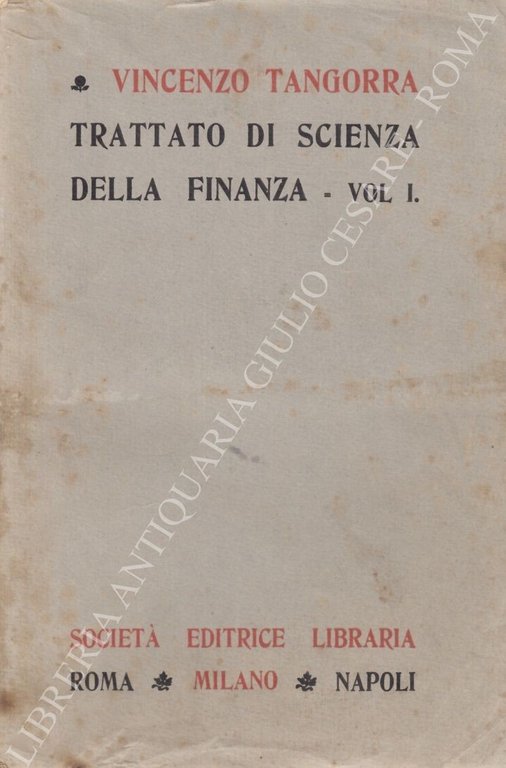 VINCENZO TANGORRA
TRATTATO DI SCIENZA
DELLA FINANZA - VOL I.
SOCIETÀ EDITRICE LIBRARIA
ROMA MILANO NAPOLI
LIBRERIA ANTIQUARIA GIULIO CESARE - ROMA